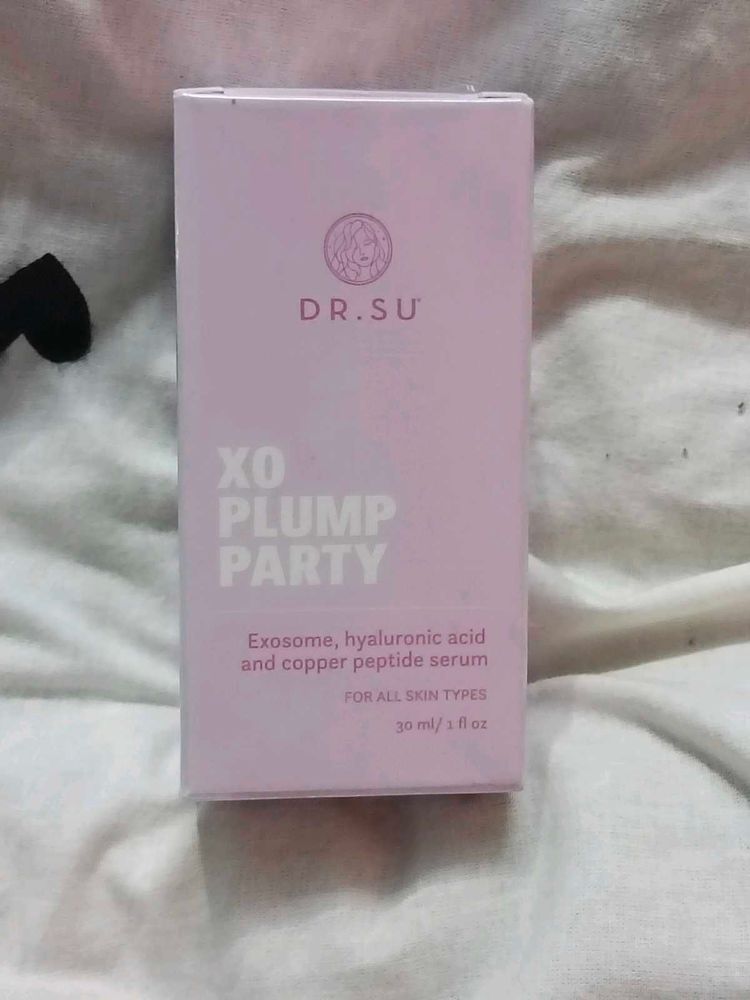 DR.SU
XO
PLUMP
PARTY
Exosome, hyaluronic acid
and copper peptide serum
FOR ALL SKIN TYPES
30 ml/ 1 fl oz